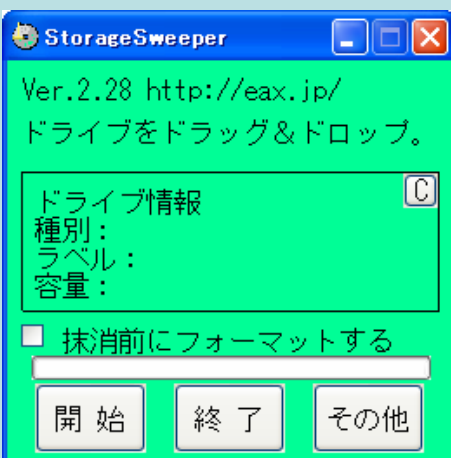 StorageSweeper
Ver.2.28 http://eax.jp/
ドライブをドラッグ&ドロップ。
C
ドライブ情報
種別:
ラベル:
容量:
抹消前にフォーマットする
開 始
終 了
その他